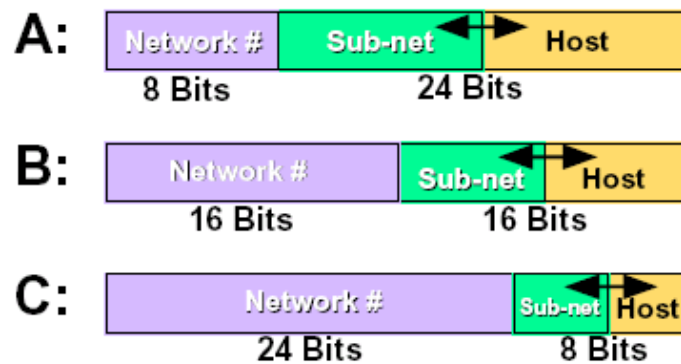 A: Network # Sub-net Host
8 Bits 24 Bits
B: Network # Sub-net Host
16 Bits 16 Bits
C: Network # Sub-net Host
24 Bits 8 Bits